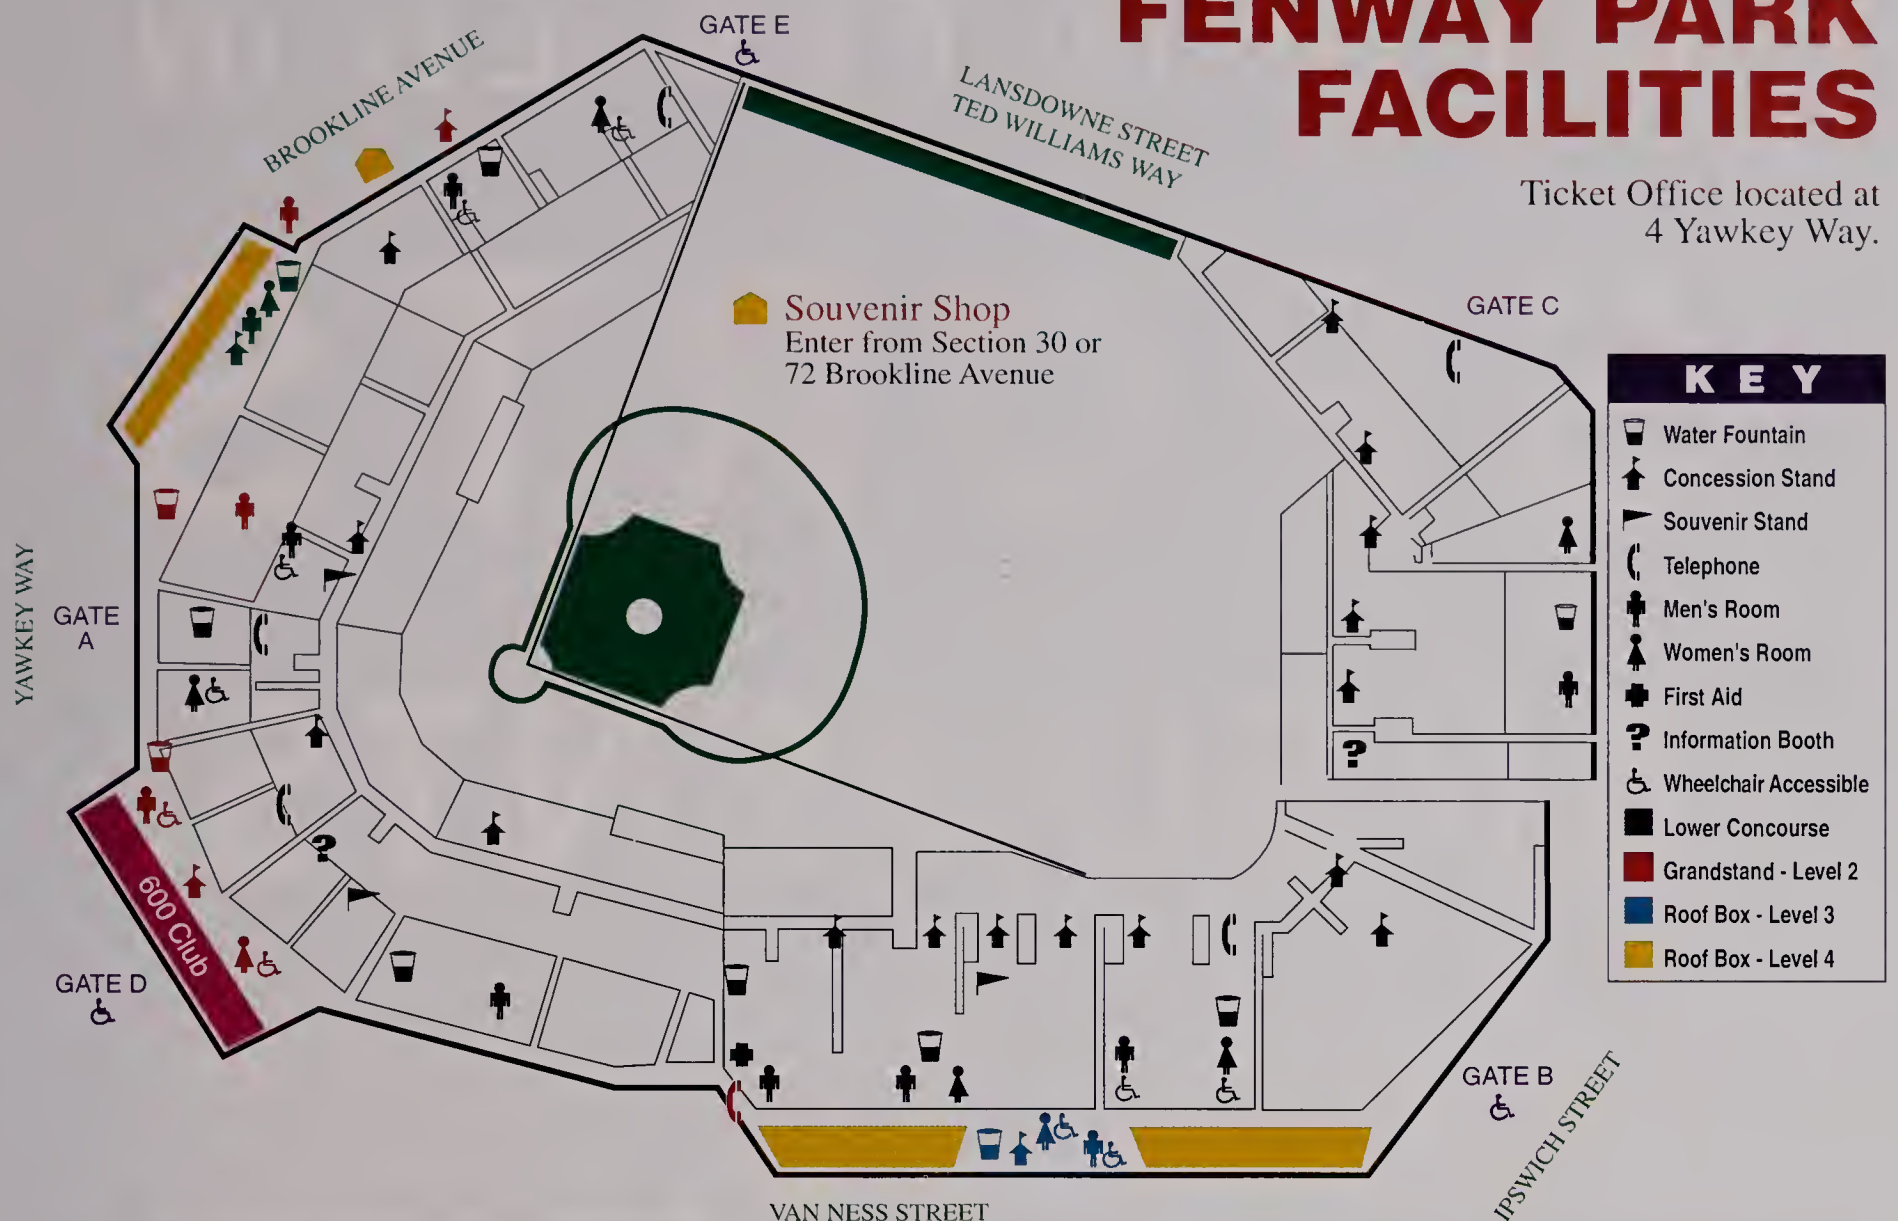 FENWAY PARK
FACILITIES
Ticket Office located at
4 Yawkey Way.
GATE E
BROOKLINE AVENUE
LANSDOWNE STREET
TED WILLIAMS WAY
Souvenir Shop
Enter from Section 30 or
72 Brookline Avenue
GATE C
KEY
Water Fountain
Concession Stand
Souvenir Stand
Telephone
Men's Room
Women's Room
First Aid
? Information Booth
Wheelchair Accessible
Lower Concourse
Grandstand - Level 2
Roof Box - Level 3
Roof Box - Level 4
YAWKEY WAY
GATE
A
?
?
600 Club
GATE D
GATE B
IPSWICH STREET
VAN NESS STREET